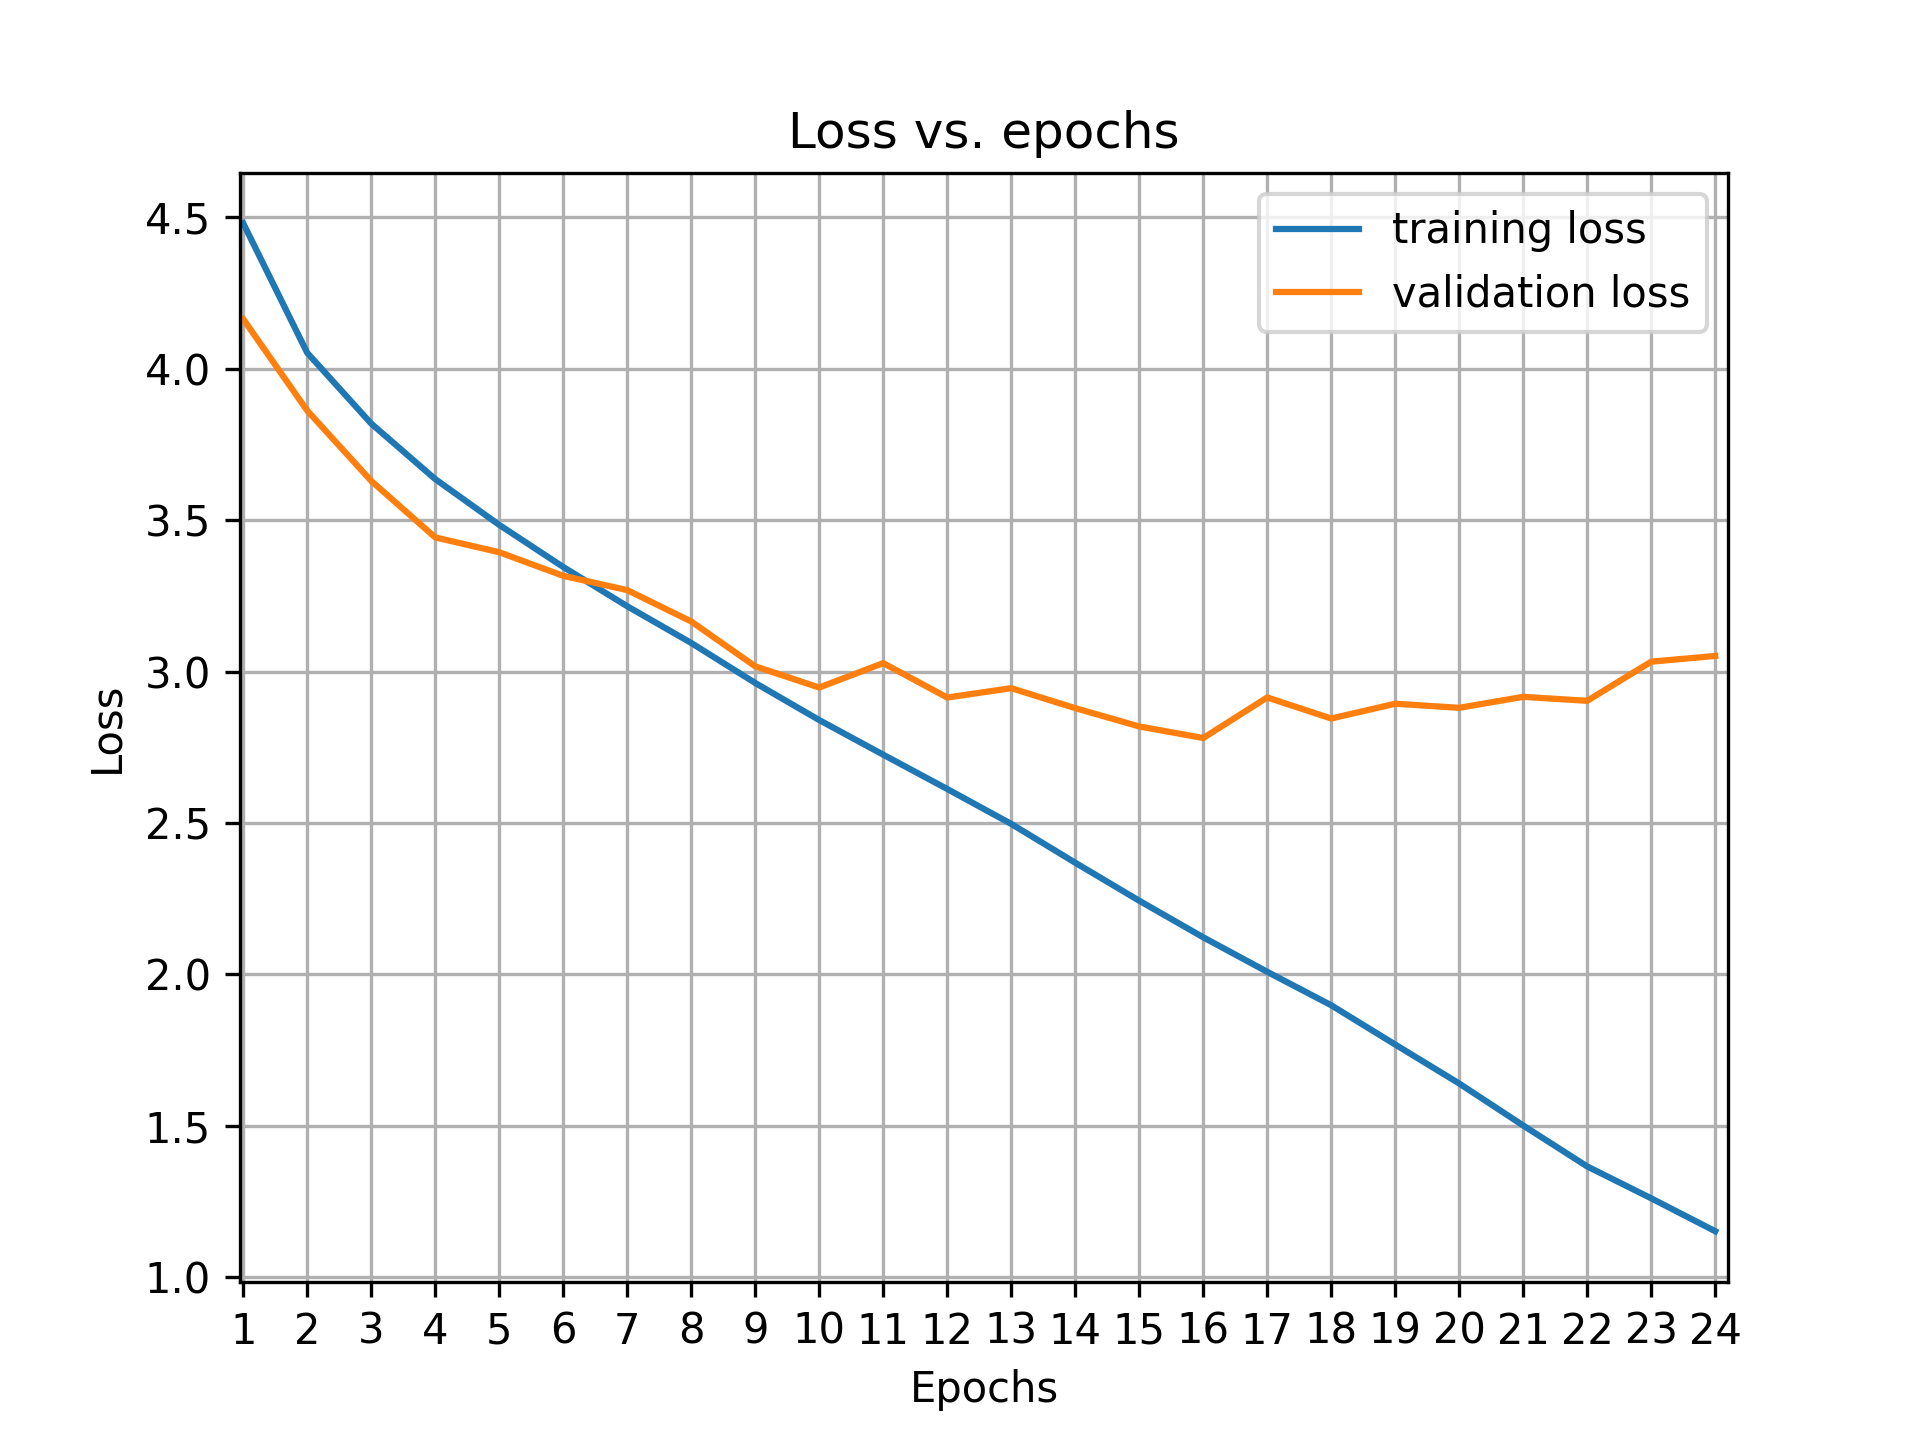 Loss vs. epochs
training loss
validation loss
4.5
4.0
3.5
3.0
2.5
2.0
1.5
1.0
Loss
1 2 3 4 5 6 7 8 9 10 11 12 13 14 15 16 17 18 19 20 21 22 23 24
Epochs